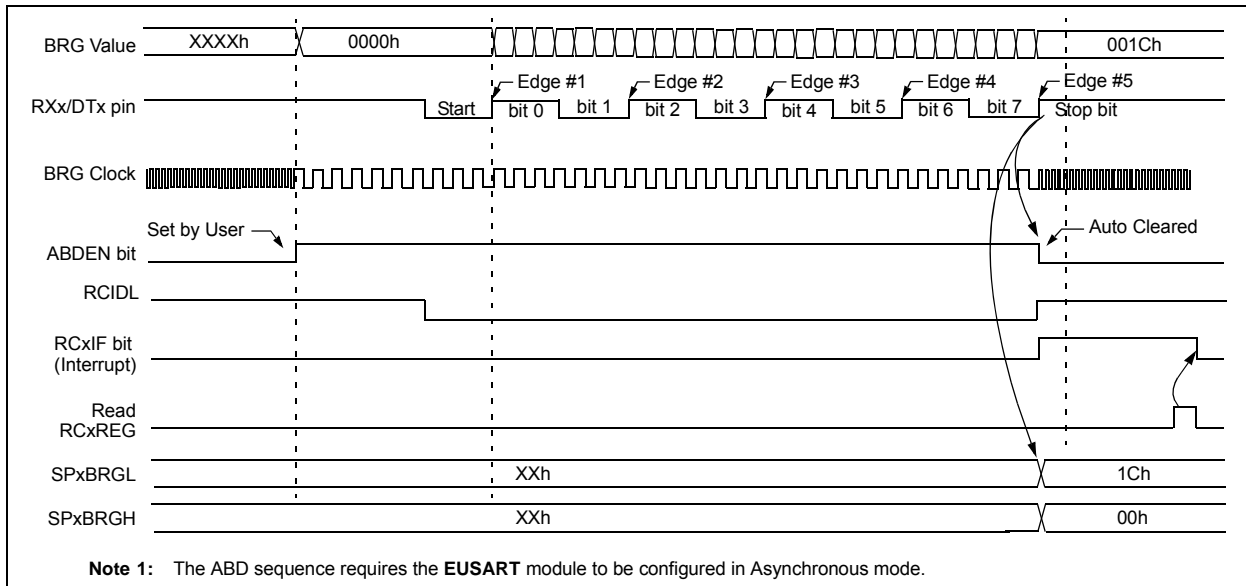 BRG Value XXXXh 0000h 001Ch
Edge #1 Edge #2 Edge #3 Edge #4 Edge #5
RXx/DTx pin Start bit 0 bit 1 bit 2 bit 3 bit 4 bit 5 bit 6 bit 7 Stop bit
BRG Clock
Set by User Auto Cleared
ABDEN bit
RCIDL
RCxIF bit
(Interrupt)
Read
RCxREG
SPxBRGL XXh 1Ch
SPxBRGH XXh 00h
Note 1: The ABD sequence requires the EUSART module to be configured in Asynchronous mode.